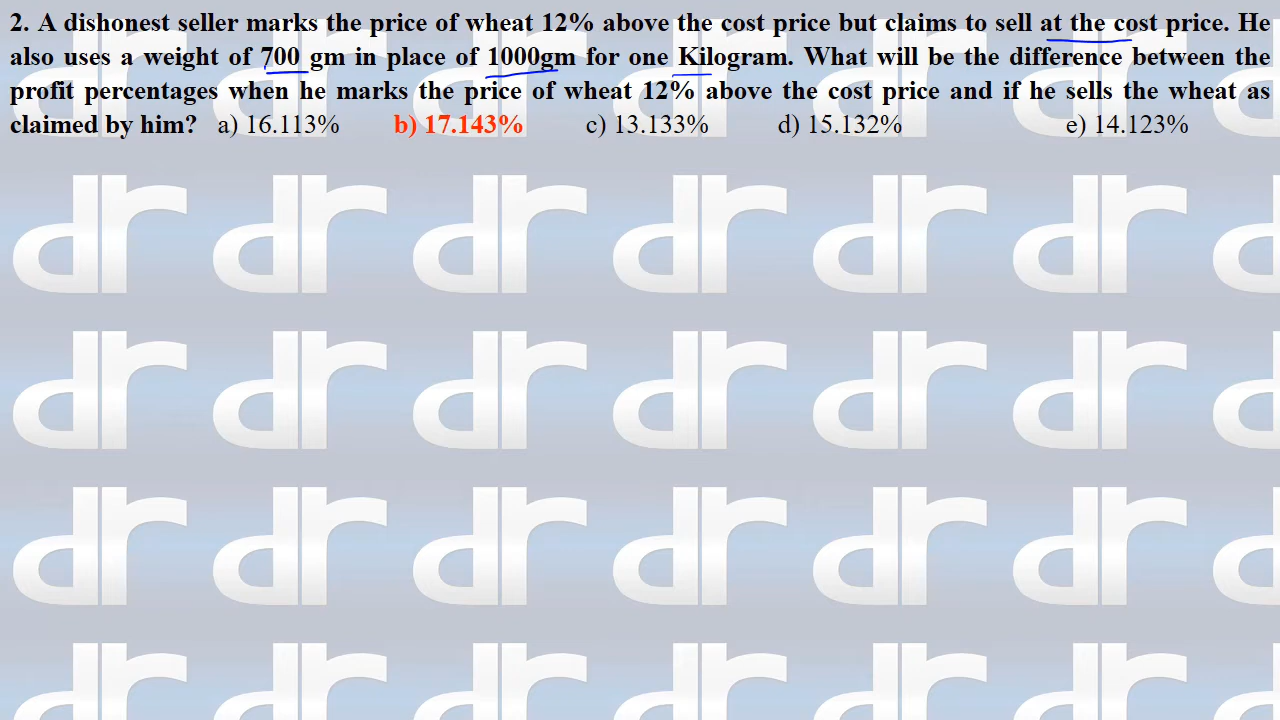 2. A dishonest seller marks the price of wheat 12% above the cost price but claims to sell at the cost price. He
also uses a weight of 700 gm in place of 1000gm for one Kilogram. What will be the difference between the
profit percentages when he marks the price of wheat 12% above the cost price and if he sells the wheat as
claimed by him? a) 16.113% b) 17.143% c) 13.133% d) 15.132% e) 14.123%